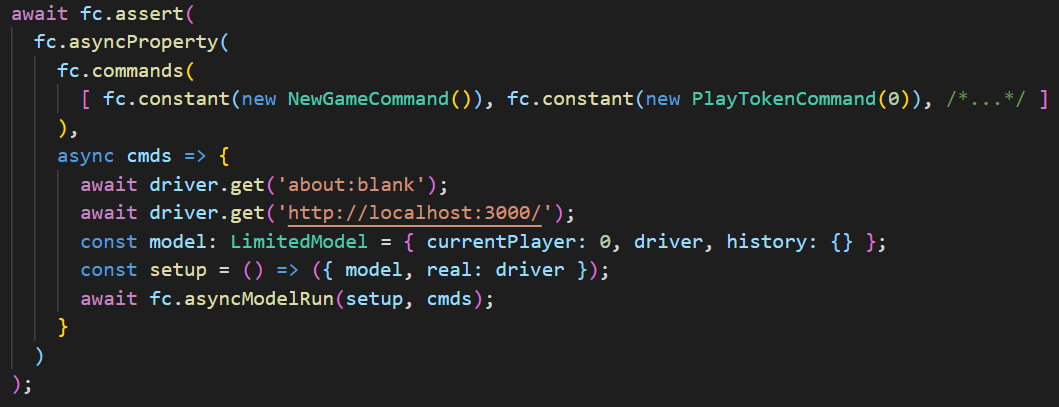 await fc.assert(
  fc.asyncProperty(
    fc.commands(
      [ fc.constant(new NewGameCommand()), fc.constant(new PlayTokenCommand(0)), /*...*/ ]
    ),
    async cmds => {
      await driver.get('about:blank');
      await driver.get('http://localhost:3000/');
      const model: LimitedModel = { currentPlayer: 0, driver, history: {} };
      const setup = () => ({ model, real: driver });
      await fc.asyncModelRun(setup, cmds);
    }
  )
);